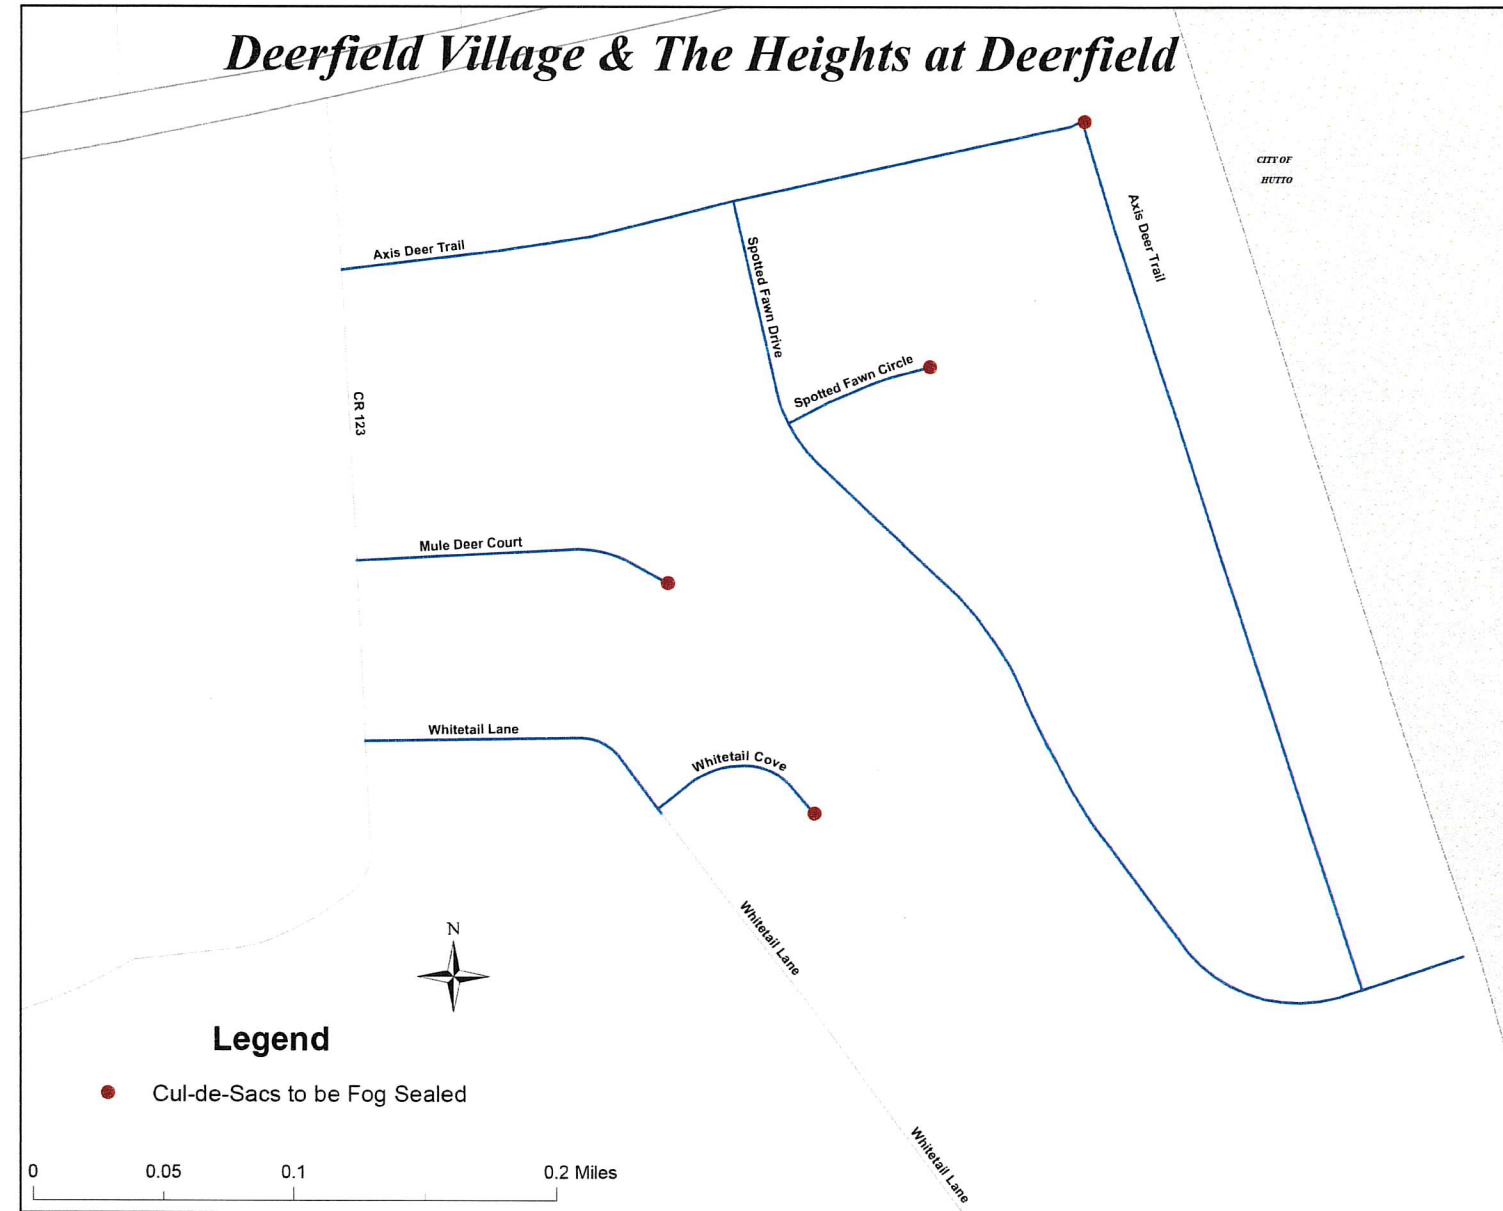 Deerfield Village & The Heights at Deerfield
CITY OF
HUTTO
Axis Deer Trail
Axis Deer Trail
Spotted Fawn Drive
Spotted Fawn Circle
CR 123
Mule Deer Court
Whitetail Lane
Whitetail Cove
Whitetail Lane
N
Legend
Cul-de-Sacs to be Fog Sealed
Whitetail Lane
0 0.05 0.1 0.2 Miles